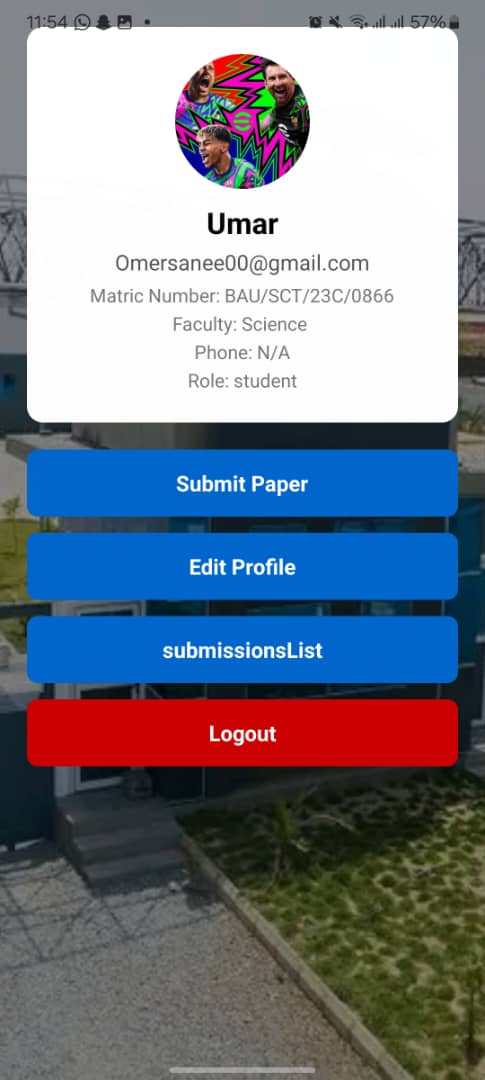 11:54
57%
Umar
Omersanee00@gmail.com
Matric Number: BAU/SCT/23C/0866
Faculty: Science
Phone: N/A
Role: student
Submit Paper
Edit Profile
submissionsList
Logout